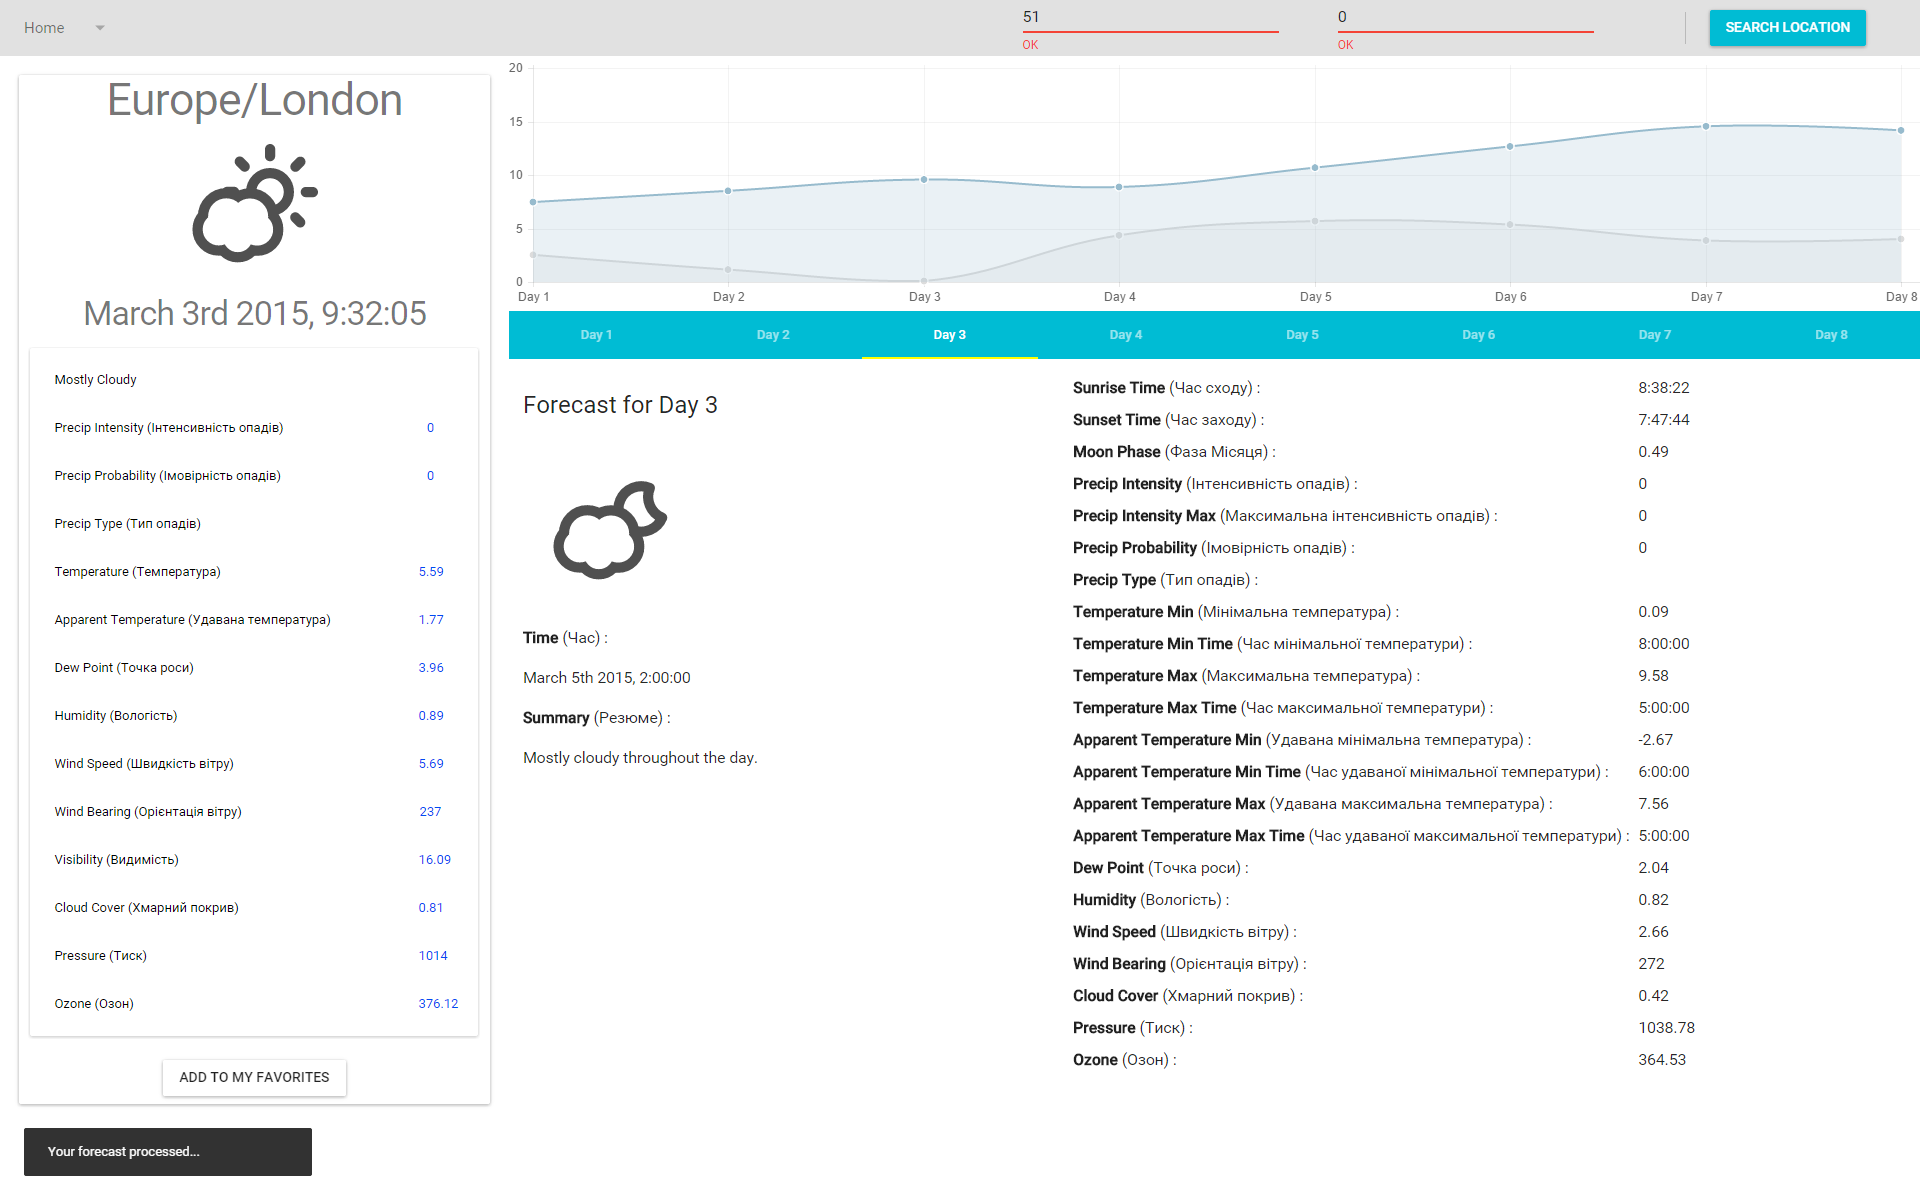 Home
51
OK
0
OK
SEARCH LOCATION
Europe/London
March 3rd 2015, 9:32:05
Mostly Cloudy
Precip Intensity (Інтенсивність опадів) 0
Precip Probability (Імовірність опадів) 0
Precip Type (Тип опадів)
Temperature (Температура) 5.59
Apparent Temperature (Удавана температура) 1.77
Dew Point (Точка роси) 3.96
Humidity (Вологість) 0.89
Wind Speed (Швидкість вітру) 5.69
Wind Bearing (Орієнтація вітру) 237
Visibility (Видимість) 16.09
Cloud Cover (Хмарний покрив) 0.81
Pressure (Тиск) 1014
Ozone (Озон) 376.12
ADD TO MY FAVORITES
Your forecast processed...
20
15
10
5
0
Day 1 Day 2 Day 3 Day 4 Day 5 Day 6 Day 7 Day 8
Day 1 Day 2 Day 3 Day 4 Day 5 Day 6 Day 7 Day 8
Forecast for Day 3
Time (Час) :
March 5th 2015, 2:00:00
Summary (Резюме) :
Mostly cloudy throughout the day.
Sunrise Time (Час сходу) : 8:38:22
Sunset Time (Час заходу) : 7:47:44
Moon Phase (Фаза Місяця) : 0.49
Precip Intensity (Інтенсивність опадів) : 0
Precip Intensity Max (Максимальна інтенсивність опадів) : 0
Precip Probability (Імовірність опадів) : 0
Precip Type (Тип опадів) :
Temperature Min (Мінімальна температура) : 0.09
Temperature Min Time (Час мінімальної температури) : 8:00:00
Temperature Max (Максимальна температура) : 9.58
Temperature Max Time (Час максимальної температури) : 5:00:00
Apparent Temperature Min (Удавана мінімальна температура) : -2.67
Apparent Temperature Min Time (Час удаваної мінімальної температури) : 6:00:00
Apparent Temperature Max (Удавана максимальна температура) : 7.56
Apparent Temperature Max Time (Час удаваної максимальної температури) : 5:00:00
Dew Point (Точка роси) : 2.04
Humidity (Вологість) : 0.82
Wind Speed (Швидкість вітру) : 2.66
Wind Bearing (Орієнтація вітру) : 272
Cloud Cover (Хмарний покрив) : 0.42
Pressure (Тиск) : 1038.78
Ozone (Озон) : 364.53